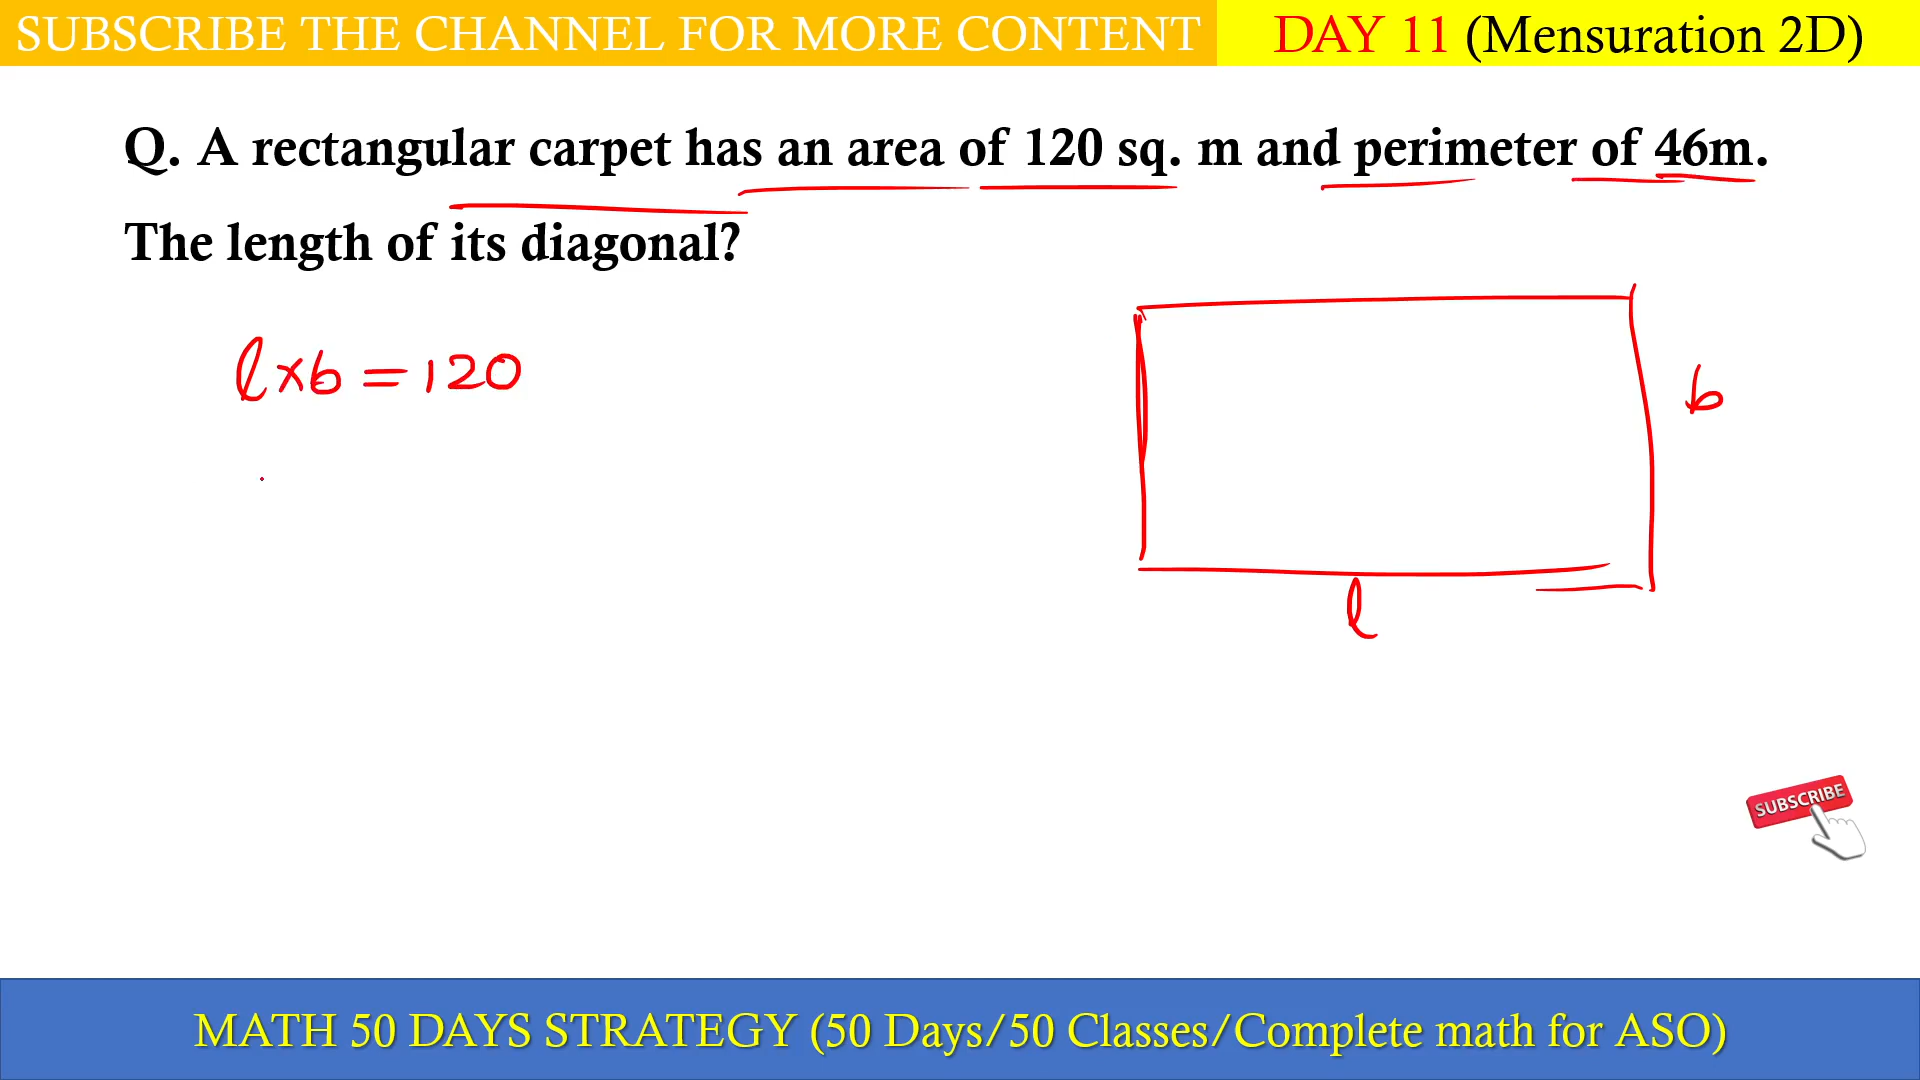 SUBSCRIBE THE CHANNEL FOR MORE CONTENT
DAY 11 (Mensuration 2D)
Q. A rectangular carpet has an area of 120 sq. m and perimeter of 46m.
The length of its diagonal?
l×b = 120
b
l
SUBSCRIBE
MATH 50 DAYS STRATEGY (50 Days/50 Classes/Complete math for ASO)